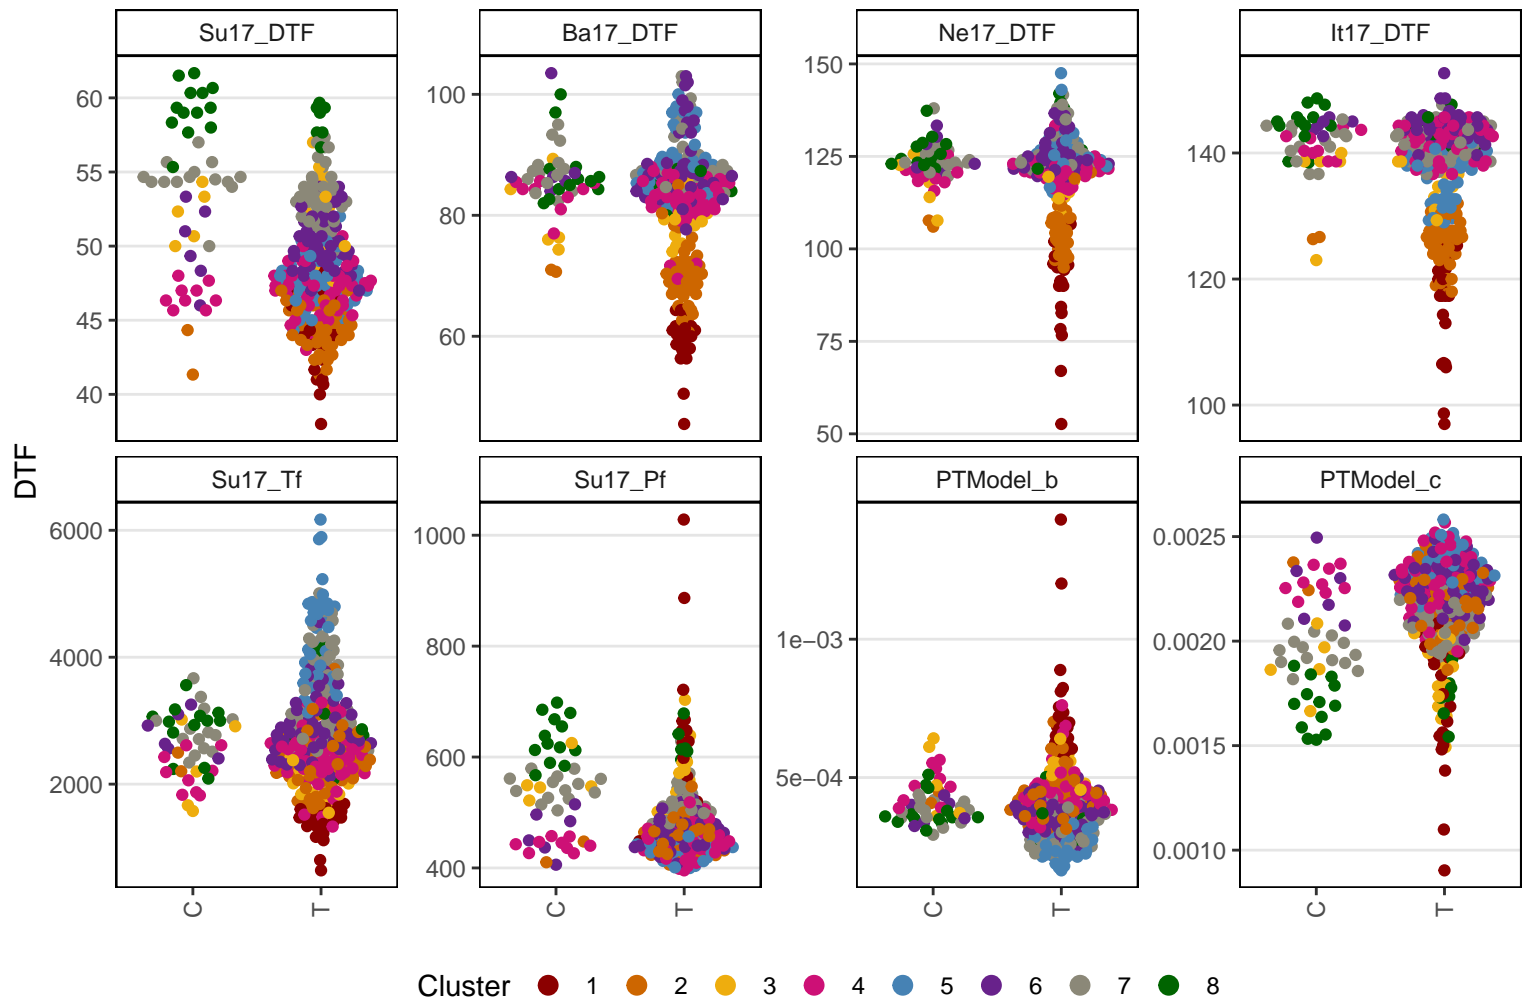 Su17_DTF
Ba17_DTF
Ne17_DTF
It17_DTF
60
55
50
45
40
100
80
60
150
125
100
75
50
140
120
100
DTF
Su17_Tf
Su17_Pf
PTModel_b
PTModel_c
6000
4000
2000
1000
800
600
400
1e−03
5e−04
0.0025
0.0020
0.0015
0.0010
C T
C T
C T
C T
Cluster 1 2 3 4 5 6 7 8